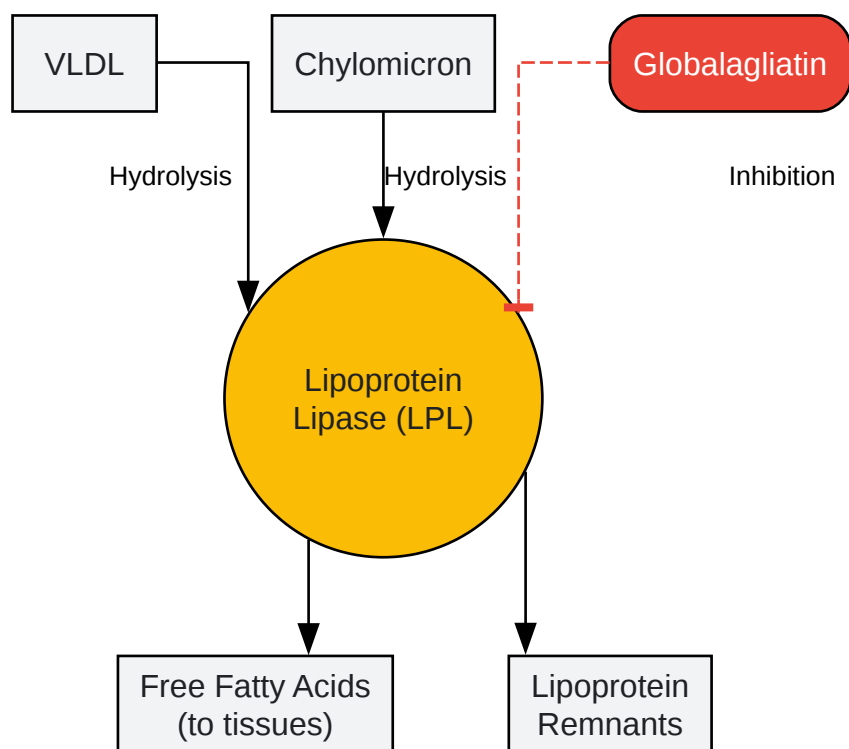 VLDL
Chylomicron
Globalagliatin
Hydrolysis
Hydrolysis
Inhibition
Lipoprotein
Lipase (LPL)
Free Fatty Acids
(to tissues)
Lipoprotein
Remnants